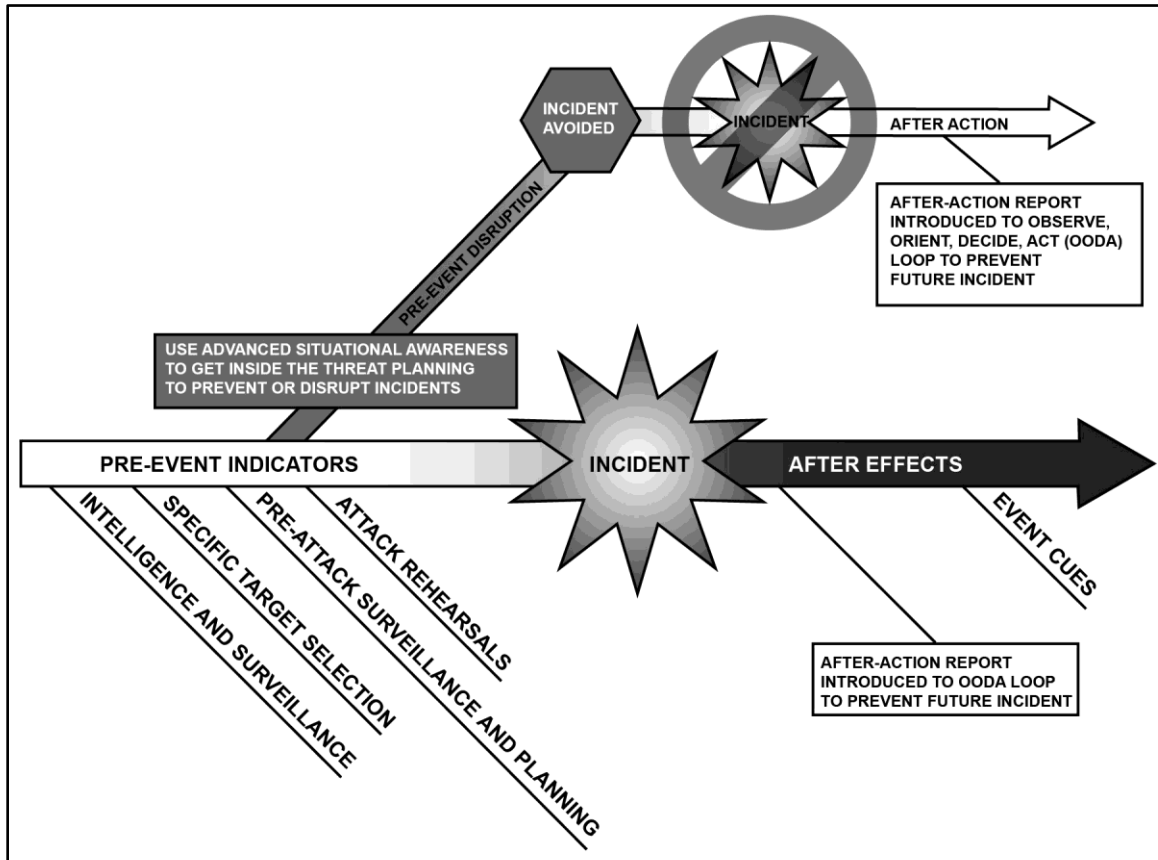 INCIDENT
AVOIDED
INCIDENT
AFTER ACTION
AFTER-ACTION REPORT
INTRODUCED TO OBSERVE,
ORIENT, DECIDE, ACT (OODA)
LOOP TO PREVENT
FUTURE INCIDENT
PRE-EVENT DISRUPTION
USE ADVANCED SITUATIONAL AWARENESS
TO GET INSIDE THE THREAT PLANNING
TO PREVENT OR DISRUPT INCIDENTS
PRE-EVENT INDICATORS
INCIDENT
AFTER EFFECTS
INTELLIGENCE AND SURVEILLANCE
SPECIFIC TARGET SELECTION
PRE-ATTACK SURVEILLANCE AND PLANNING
ATTACK REHEARSALS
EVENT CUES
AFTER-ACTION REPORT
INTRODUCED TO OODA LOOP
TO PREVENT FUTURE INCIDENT